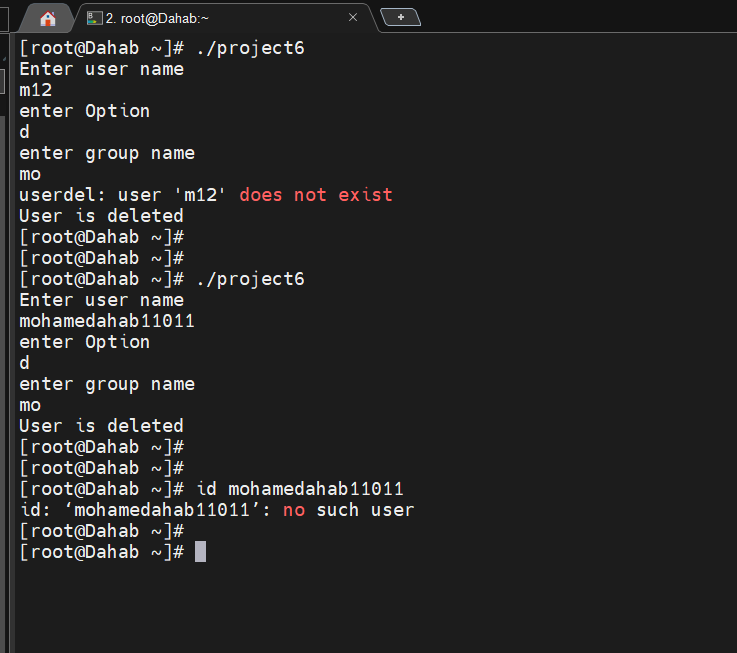 2. root@Dahab:~
[root@Dahab ~]# ./project6
Enter user name
m12
enter Option
d
enter group name
mo
userdel: user 'm12' does not exist
User is deleted
[root@Dahab ~]#
[root@Dahab ~]#
[root@Dahab ~]# ./project6
Enter user name
mohamedahab11011
enter Option
d
enter group name
mo
User is deleted
[root@Dahab ~]#
[root@Dahab ~]#
[root@Dahab ~]# id mohamedahab11011
id: ‘mohamedahab11011’: no such user
[root@Dahab ~]#
[root@Dahab ~]#